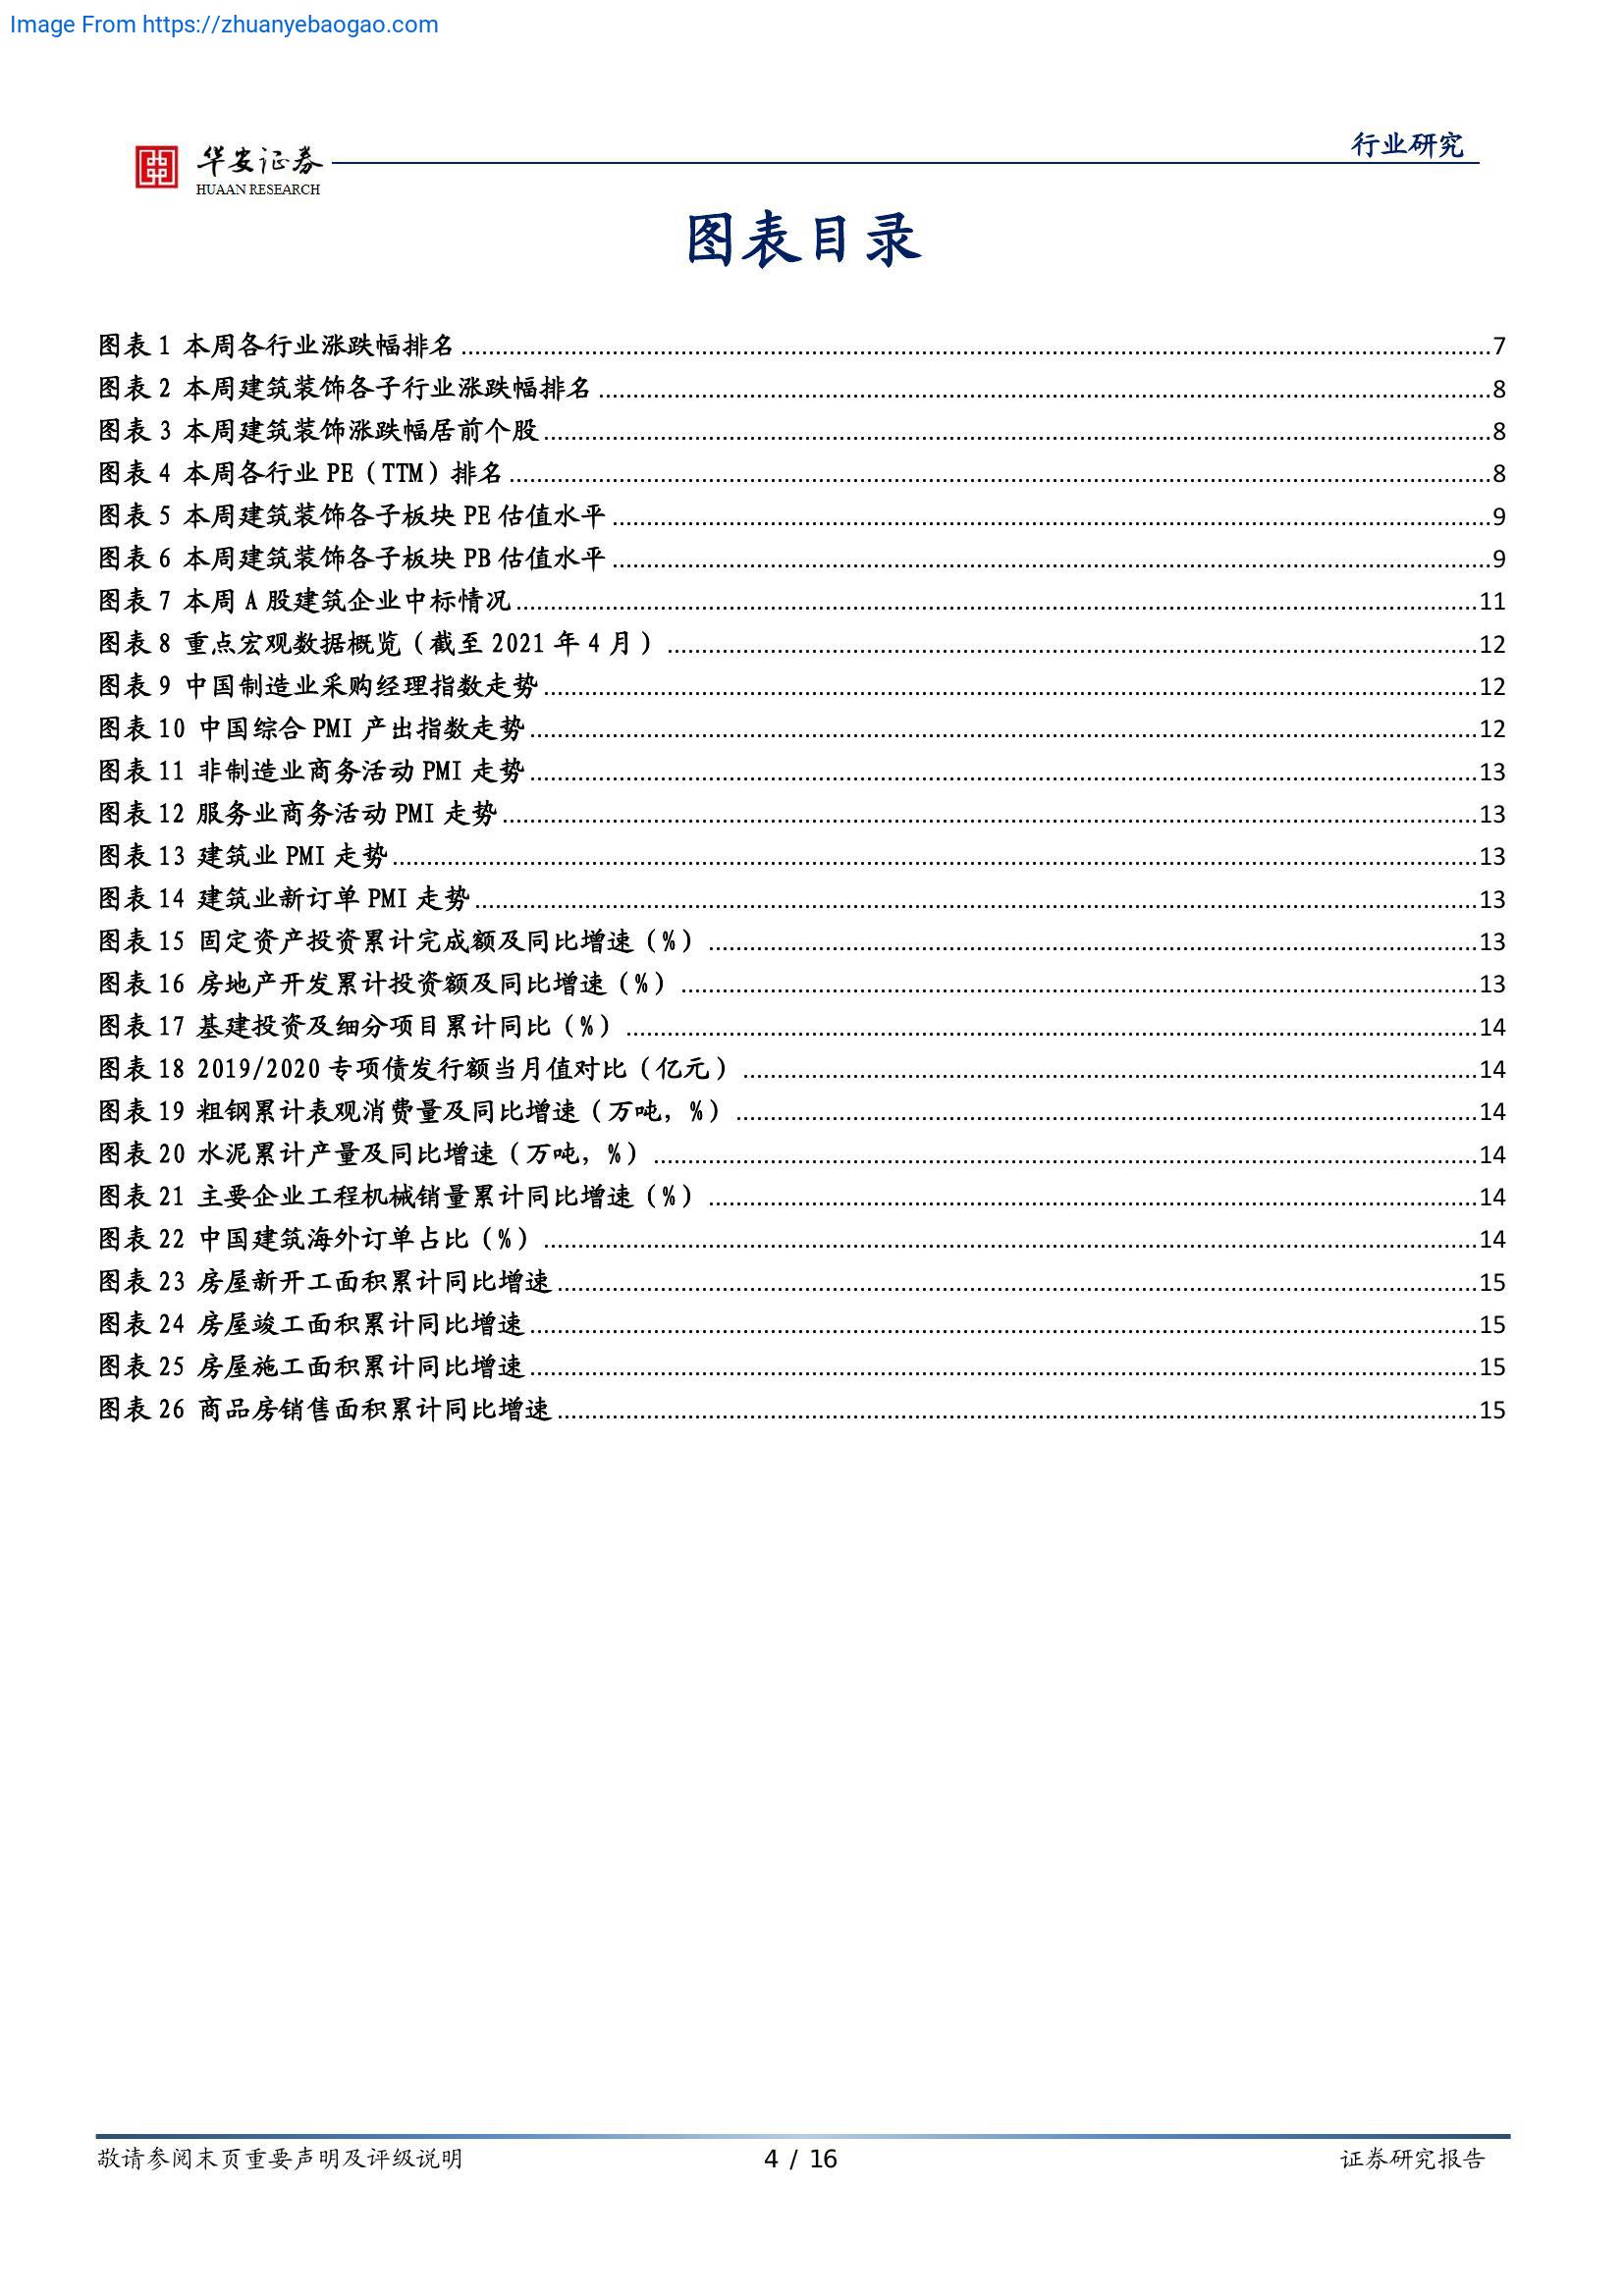 Image From https://zhuanyebaogao.com
行业研究
华安证券
HUAAN RESEARCH
图表目录
图表 1 本周各行业涨跌幅排名 7
图表 2 本周建筑装饰各子行业涨跌幅排名 8
图表 3 本周建筑装饰涨跌幅居前个股 8
图表 4 本周各行业 PE（TTM）排名 8
图表 5 本周建筑装饰各子板块 PE 估值水平 9
图表 6 本周建筑装饰各子板块 PB 估值水平 9
图表 7 本周 A 股建筑企业中标情况 11
图表 8 重点宏观数据概览（截至 2021 年 4 月） 12
图表 9 中国制造业采购经理指数走势 12
图表 10 中国综合 PMI 产出指数走势 12
图表 11 非制造业商务活动 PMI 走势 13
图表 12 服务业商务活动 PMI 走势 13
图表 13 建筑业 PMI 走势 13
图表 14 建筑业新订单 PMI 走势 13
图表 15 固定资产投资累计完成额及同比增速（%） 13
图表 16 房地产开发累计投资额及同比增速（%） 13
图表 17 基建投资及细分项目累计同比（%） 14
图表 18 2019/2020 专项债发行额当月值对比（亿元） 14
图表 19 粗钢累计表观消费量及同比增速（万吨，%） 14
图表 20 水泥累计产量及同比增速（万吨，%） 14
图表 21 主要企业工程机械销量累计同比增速（%） 14
图表 22 中国建筑海外订单占比（%） 14
图表 23 房屋新开工面积累计同比增速 15
图表 24 房屋竣工面积累计同比增速 15
图表 25 房屋施工面积累计同比增速 15
图表 26 商品房销售面积累计同比增速 15
敬请参阅末页重要声明及评级说明 4 / 16 证券研究报告